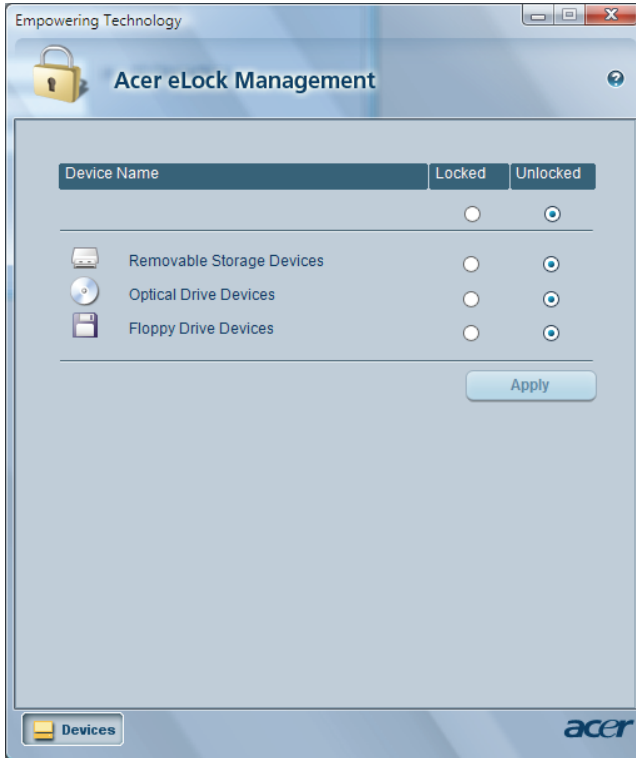 Empowering Technology
Acer eLock Management
Device Name Locked Unlocked
Removable Storage Devices
Optical Drive Devices
Floppy Drive Devices
Apply
Devices
acer